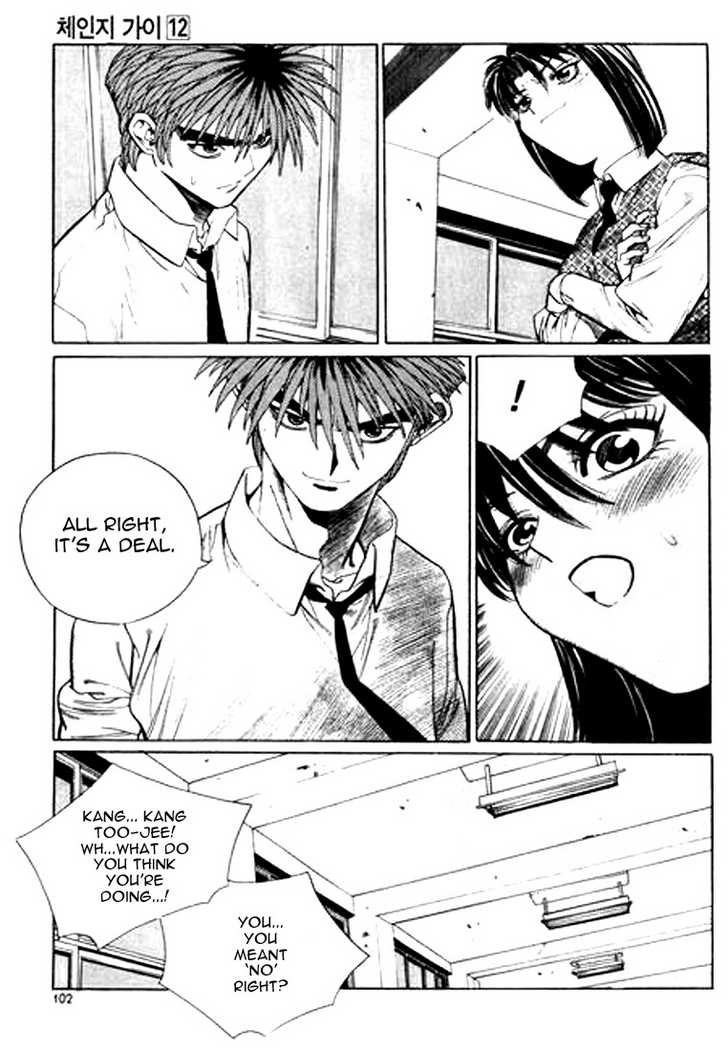 체인지 가이 12
!
ALL RIGHT,
IT'S A DEAL.
KANG... KANG
TOO-JEE!
WH...WHAT DO
YOU THINK
YOU'RE
DOING...!
YOU...
YOU
MEANT
'NO'
RIGHT?
102